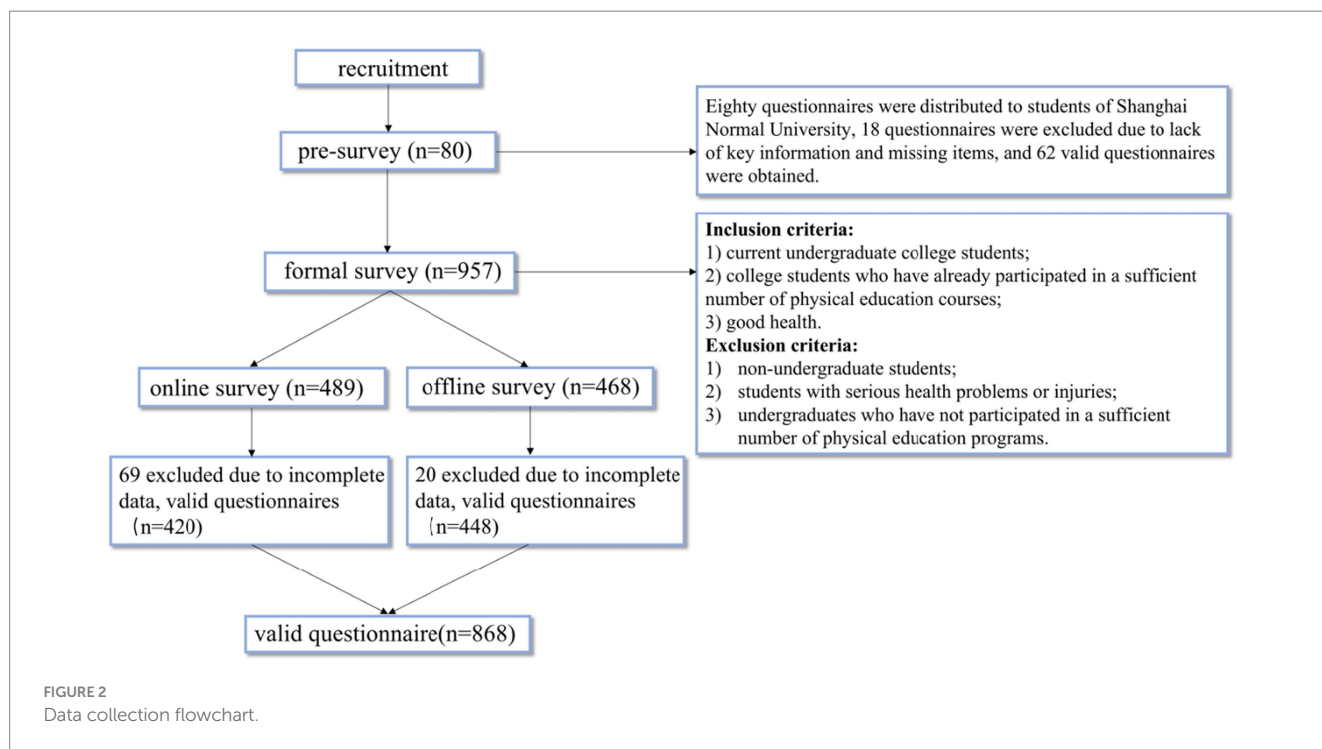 recruitment
pre-survey (n=80)
Eighty questionnaires were distributed to students of Shanghai
Normal University, 18 questionnaires were excluded due to lack
of key information and missing items, and 62 valid questionnaires
were obtained.
formal survey (n=957)
Inclusion criteria:
1) current undergraduate college students;
2) college students who have already participated in a sufficient
number of physical education courses;
3) good health.
Exclusion criteria:
1) non-undergraduate students;
2) students with serious health problems or injuries;
3) undergraduates who have not participated in a sufficient
number of physical education programs.
online survey (n=489)
offline survey (n=468)
69 excluded due to incomplete
data, valid questionnaires
(n=420)
20 excluded due to incomplete
data, valid questionnaires
(n=448)
valid questionnaire(n=868)
FIGURE 2
Data collection flowchart.